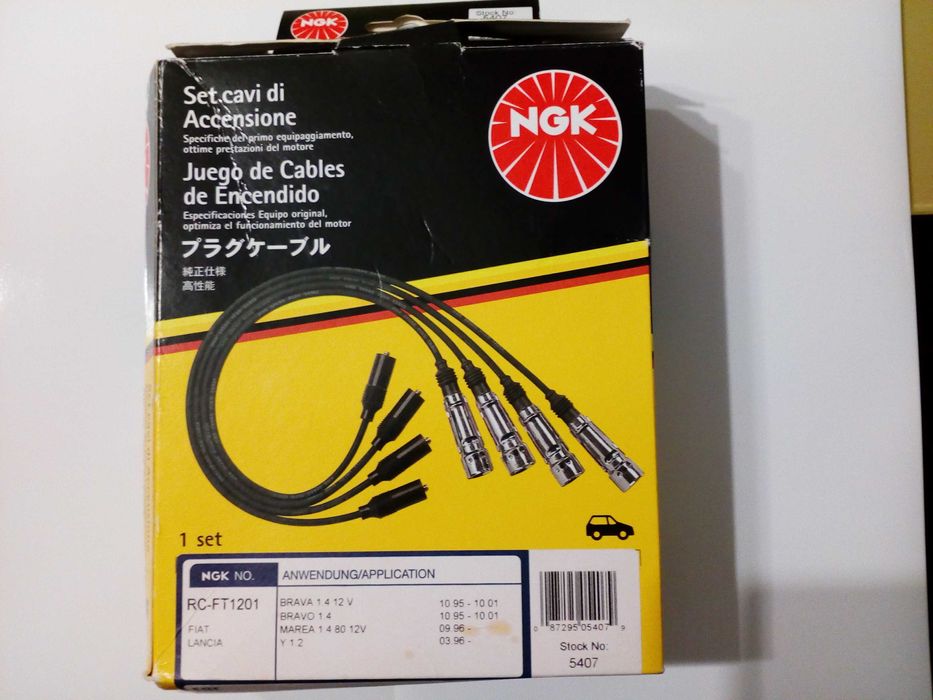 NGK
Stock No
5407
NGK
Set cavi di
Accensione
Specifiche del primo equipaggiamento,
ottime prestazioni del motore
Juego de Cables
de Encendido
Especificaciones Equipo original,
optimiza el funcionamiento del motor
プラグケーブル
純正仕様
高性能
1 set
NGK NO. ANWENDUNG/APPLICATION
RC-FT1201 BRAVA 1.4 12 V 10.95 - 10.01
BRAVO 1.4 10.95 - 10.01
FIAT MAREA 1.4 80 12V 09.96 -
LANCIA Y 1.2 03.96 -
0 87295 05407 9
Stock No:
5407